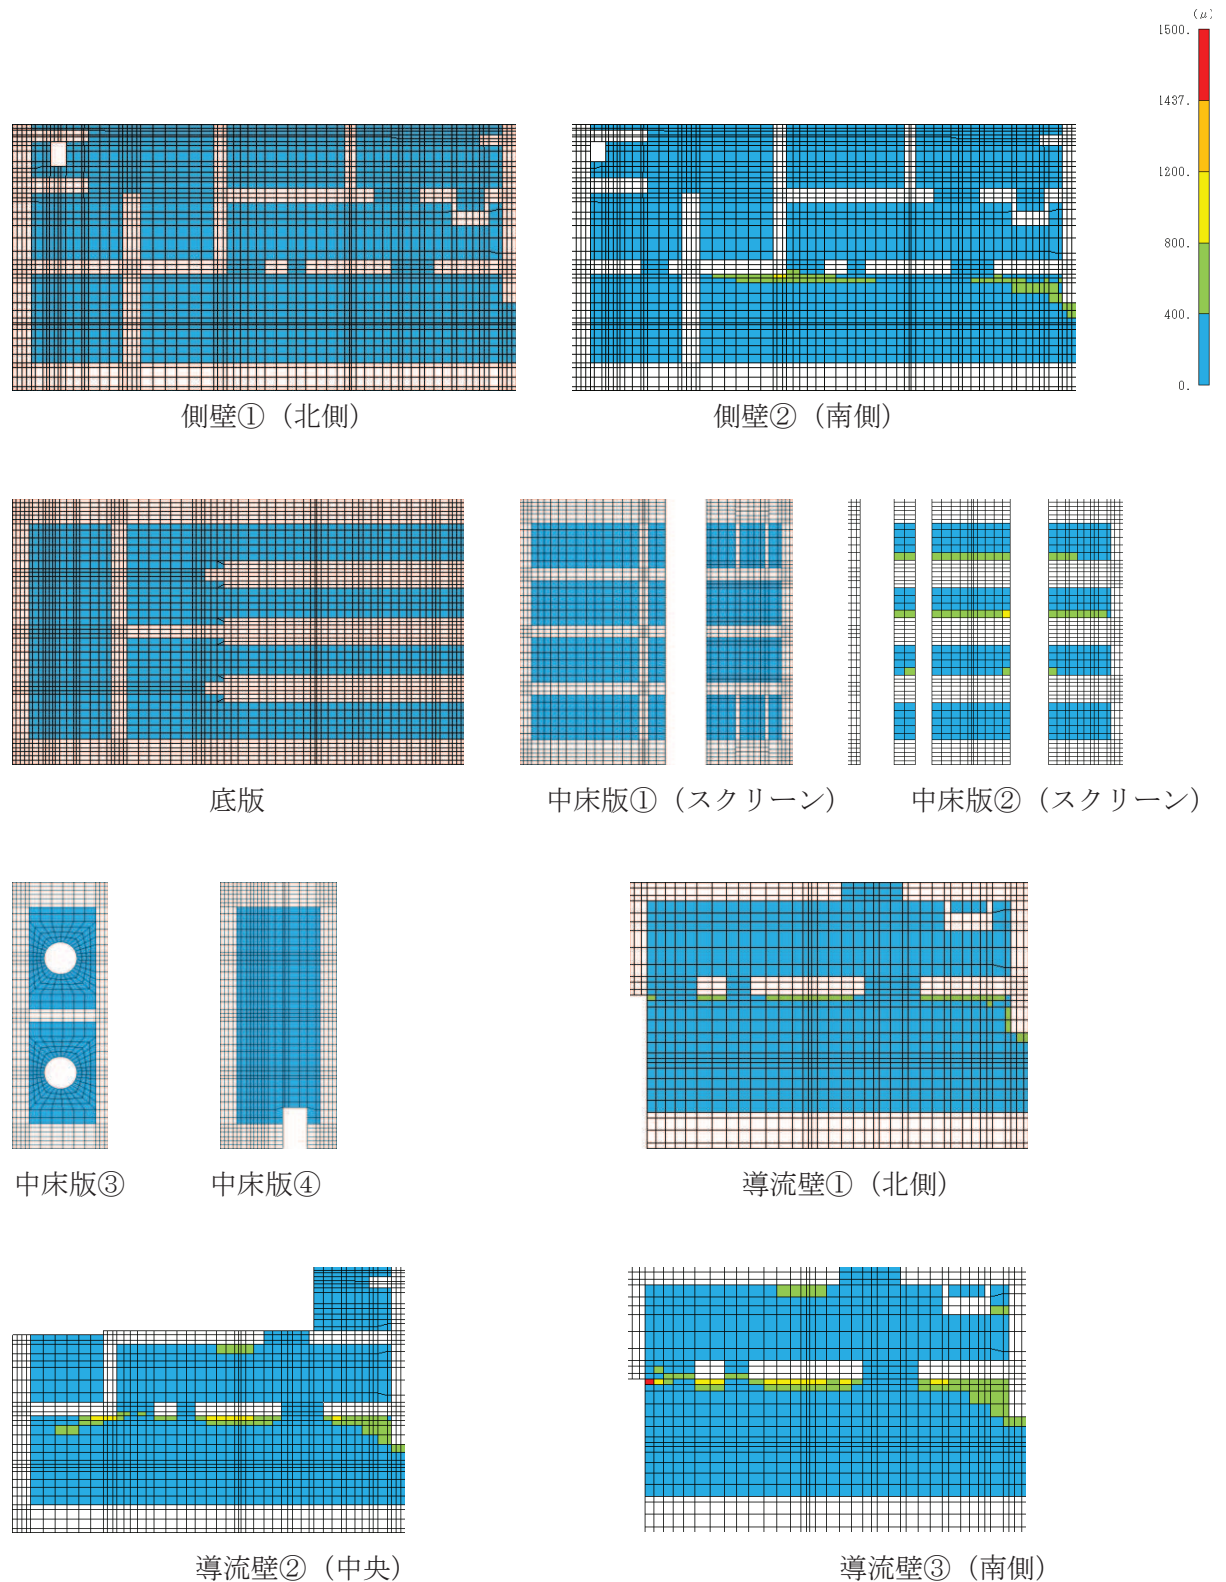 (μ)
1500.
1437.
1200.
800.
400.
0.
側壁①（北側）
側壁②（南側）
底版
中床版①（スクリーン）
中床版②（スクリーン）
中床版③
中床版④
導流壁①（北側）
導流壁②（中央）
導流壁③（南側）